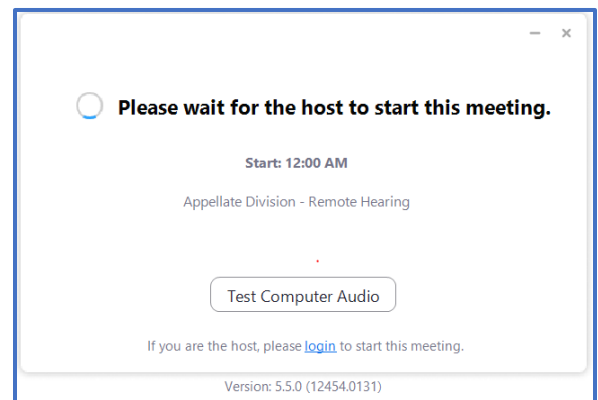 Please wait for the host to start this meeting.
Start: 12:00 AM
Appellate Division - Remote Hearing
Test Computer Audio
If you are the host, please login to start this meeting.
Version: 5.5.0 (12454.0131)